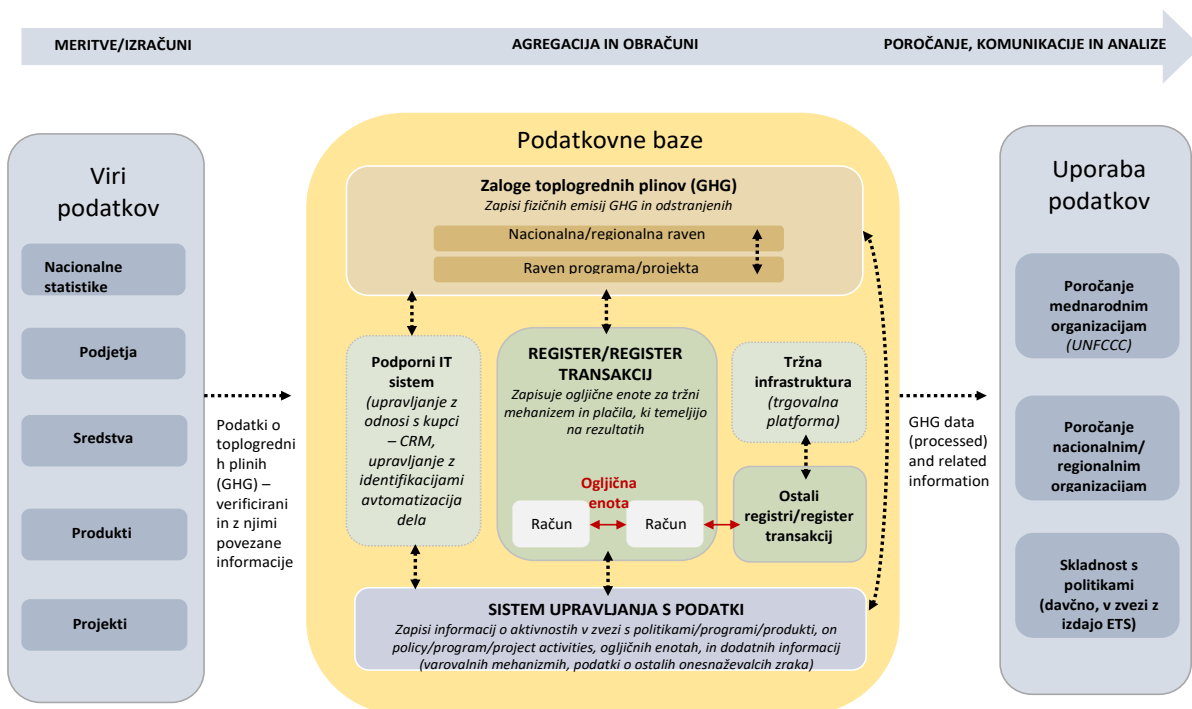 MERITVE/IZRAČUNI
AGREGACIJA IN OBRAČUNI
POROČANJE, KOMUNIKACIJE IN ANALIZE
Viri
podatkov
Nacionalne
statistike
Podjetja
Sredstva
Produkti
Projekti
Podatki o
toplogredni
h plinih
(GHG) –
verificirani
in z njimi
povezane
informacije
Podatkovne baze
Zaloge toplogrednih plinov (GHG)
Zapisi fizičnih emisij GHG in odstranjenih
Nacionalna/regionalna raven
Raven programa/projekta
Podporni IT
sistem
(upravljanje z
odnosi s kupci
– CRM,
upravljanje z
identifikacijami
avtomatizacija
dela
REGISTER/REGISTER
TRANSAKCIJ
Zapisuje ogljične enote za tržni
mehanizem in plačila, ki temeljijo
na rezultatih
Ogljična
enota
Račun
Račun
Tržna
infrastruktura
(trgovalna
platforma)
Ostali
registri/register
transakcij
SISTEM UPRAVLJANJA S PODATKI
Zapisi informacij o aktivnostih v zvezi s politikami/programi/produkti, on
policy/program/project activities, ogljičnih enotah, in dodatnih informacij
(varovalnih mehanizmih, podatki o ostalih onesnaževalcih zraka)
GHG data
(processed)
and related
information
Uporaba
podatkov
Poročanje
mednarodnim
organizacijam
(UNFCCC)
Poročanje
nacionalnim/
regionalnim
organizacijam
Skladnost s
politikami
(davčno, v zvezi z
izdajo ETS)